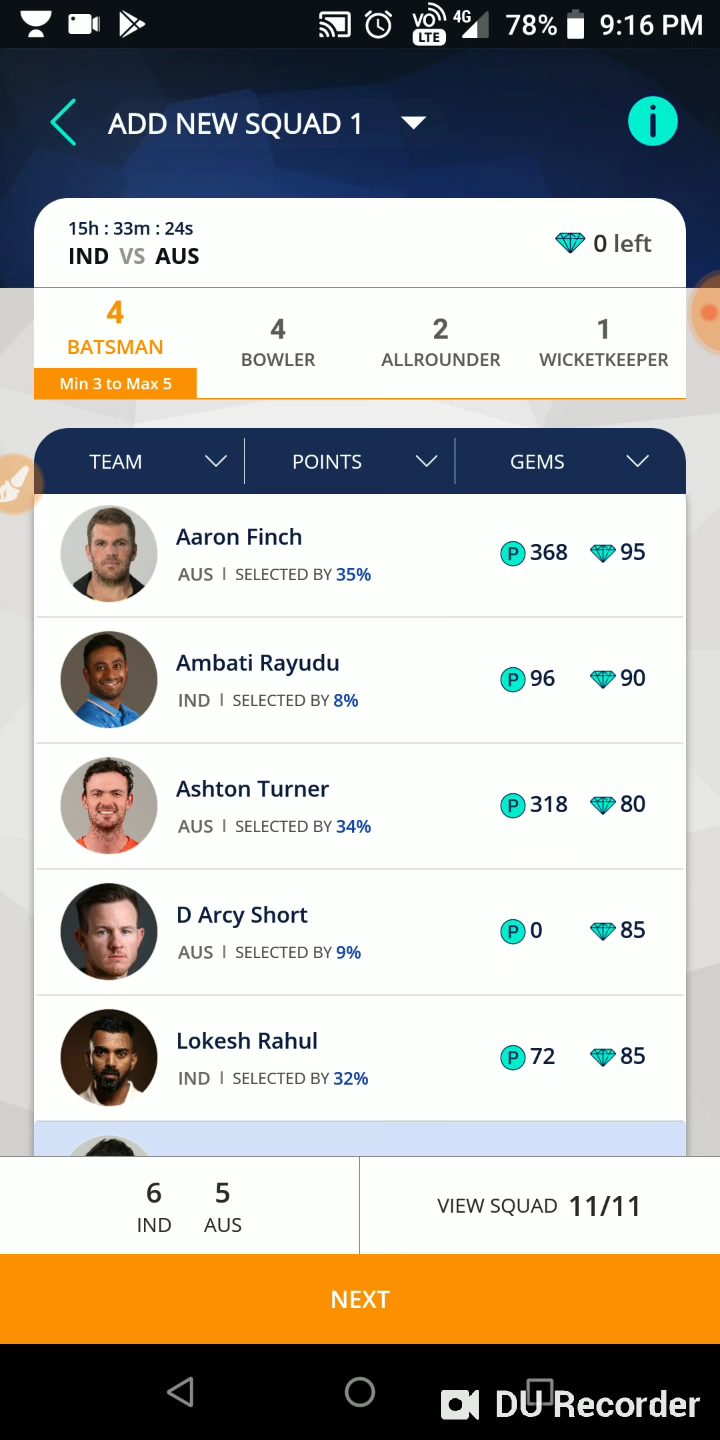 VO LTE 4G 78% 9:16 PM
ADD NEW SQUAD 1
i
15h : 33m : 24s
IND VS AUS
0 left
4 BATSMAN
Min 3 to Max 5
4 BOWLER
2 ALLROUNDER
1 WICKETKEEPER
TEAM POINTS GEMS
Aaron Finch
AUS | SELECTED BY 35%
P 368 95
Ambati Rayudu
IND | SELECTED BY 8%
P 96 90
Ashton Turner
AUS | SELECTED BY 34%
P 318 80
D Arcy Short
AUS | SELECTED BY 9%
P 0 85
Lokesh Rahul
IND | SELECTED BY 32%
P 72 85
6 IND
5 AUS
VIEW SQUAD 11/11
NEXT
DU Recorder